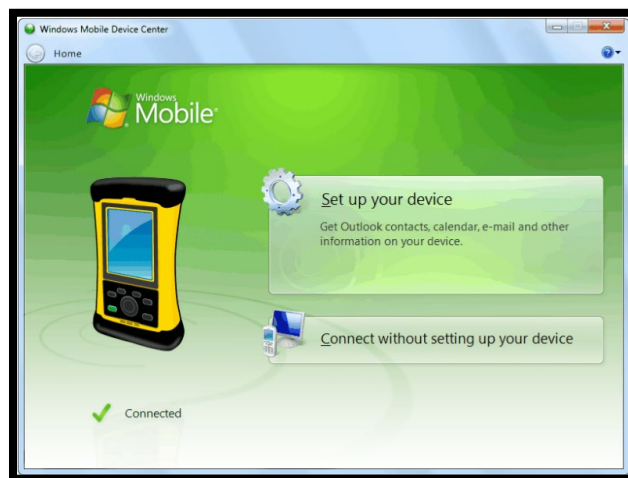 Windows Mobile Device Center
Home
Windows
Mobile
Set up your device
Get Outlook contacts, calendar, e-mail and other
information on your device.
Connect without setting up your device
Connected